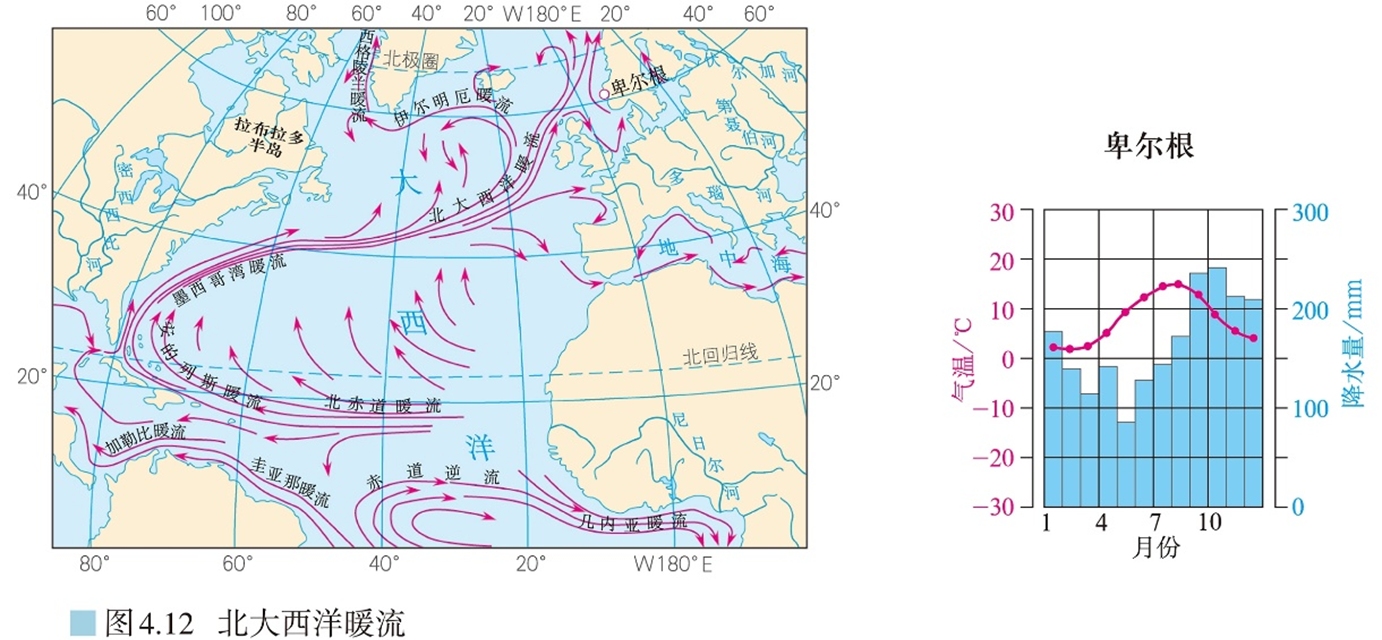 60° 100° 80° 60° 40° 20° W180°E 20° 40° 60°
西格陵兰暖流
北极圈
卑尔根
伏尔加河
伊尔明厄暖流
第聂伯河
拉布拉多
半岛
密西西比河
大
北大西洋暖流
多瑙河
40°
40°
地中海
墨西哥湾暖流
西
安的列斯暖流
北回归线
20°
20°
北赤道暖流
洋
尼日尔河
加勒比暖流
圭亚那暖流
赤道逆流
几内亚暖流
80° 60° 40° 20° W180°E
图4.12 北大西洋暖流
卑尔根
气温/℃
30
20
10
0
−10
−20
−30
300
200
100
0
降水量/mm
1 4 7 10
月份